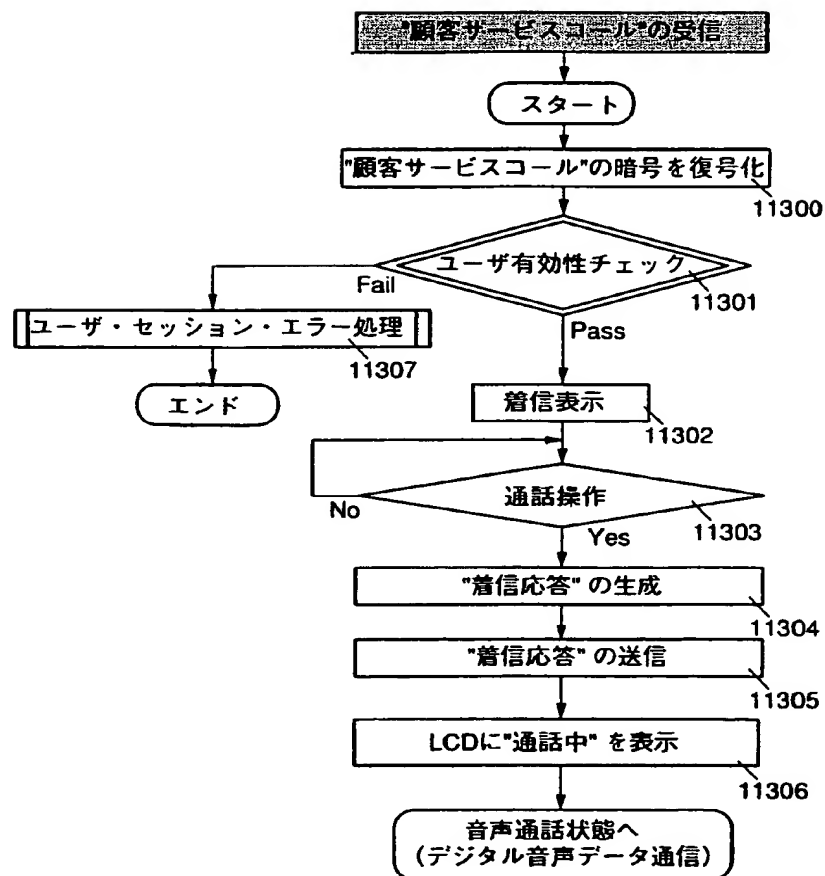 "顧客サービスコール"の受信
スタート
"顧客サービスコール"の暗号を復号化
11300
ユーザ有効性チェック
11301
Fail
Pass
ユーザ・セッション・エラー処理
11307
エンド
着信表示
11302
通話操作
11303
No
Yes
"着信応答" の生成
11304
"着信応答" の送信
11305
LCDに"通話中" を表示
11306
音声通話状態へ
(デジタル音声データ通信)